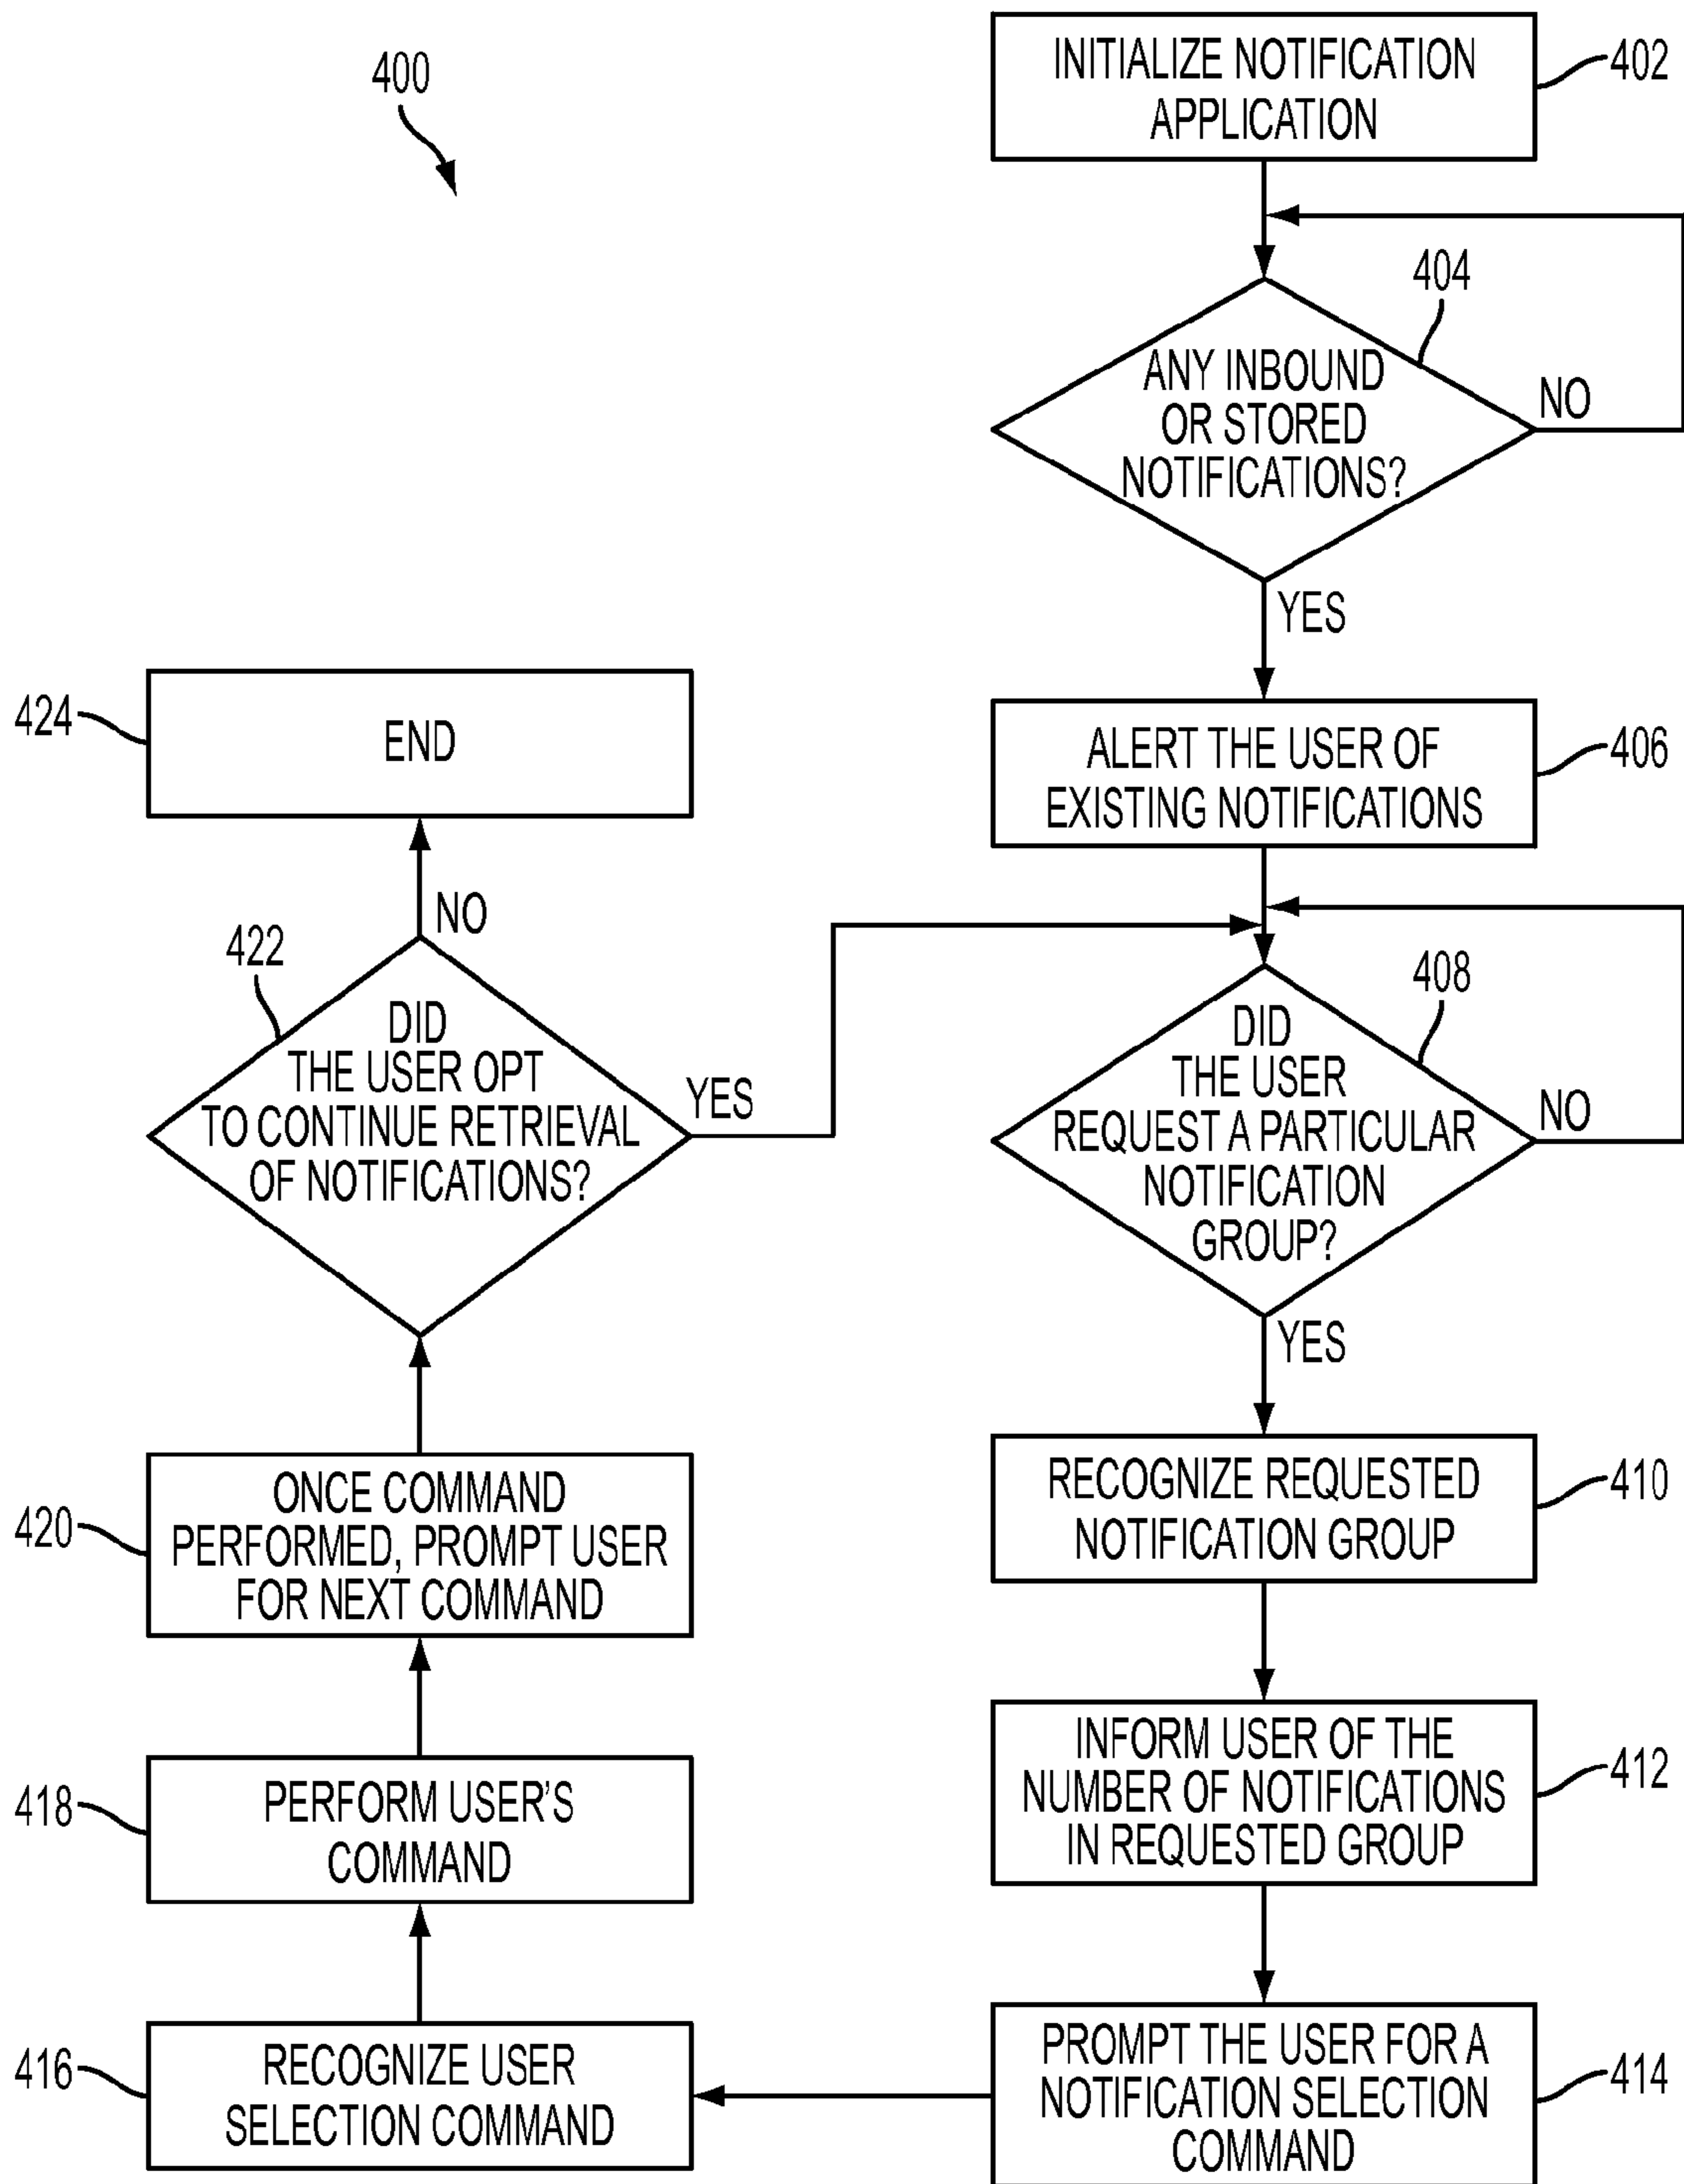 400
INITIALIZE NOTIFICATION
APPLICATION
402
404
ANY INBOUND
OR STORED
NOTIFICATIONS?
NO
YES
ALERT THE USER OF
EXISTING NOTIFICATIONS
406
408
DID
THE USER
REQUEST A PARTICULAR
NOTIFICATION
GROUP?
NO
YES
RECOGNIZE REQUESTED
NOTIFICATION GROUP
410
INFORM USER OF THE
NUMBER OF NOTIFICATIONS
IN REQUESTED GROUP
412
PROMPT THE USER FOR A
NOTIFICATION SELECTION
COMMAND
414
416
RECOGNIZE USER
SELECTION COMMAND
418
PERFORM USER'S
COMMAND
420
ONCE COMMAND
PERFORMED, PROMPT USER
FOR NEXT COMMAND
422
DID
THE USER OPT
TO CONTINUE RETRIEVAL
OF NOTIFICATIONS?
YES
NO
424
END